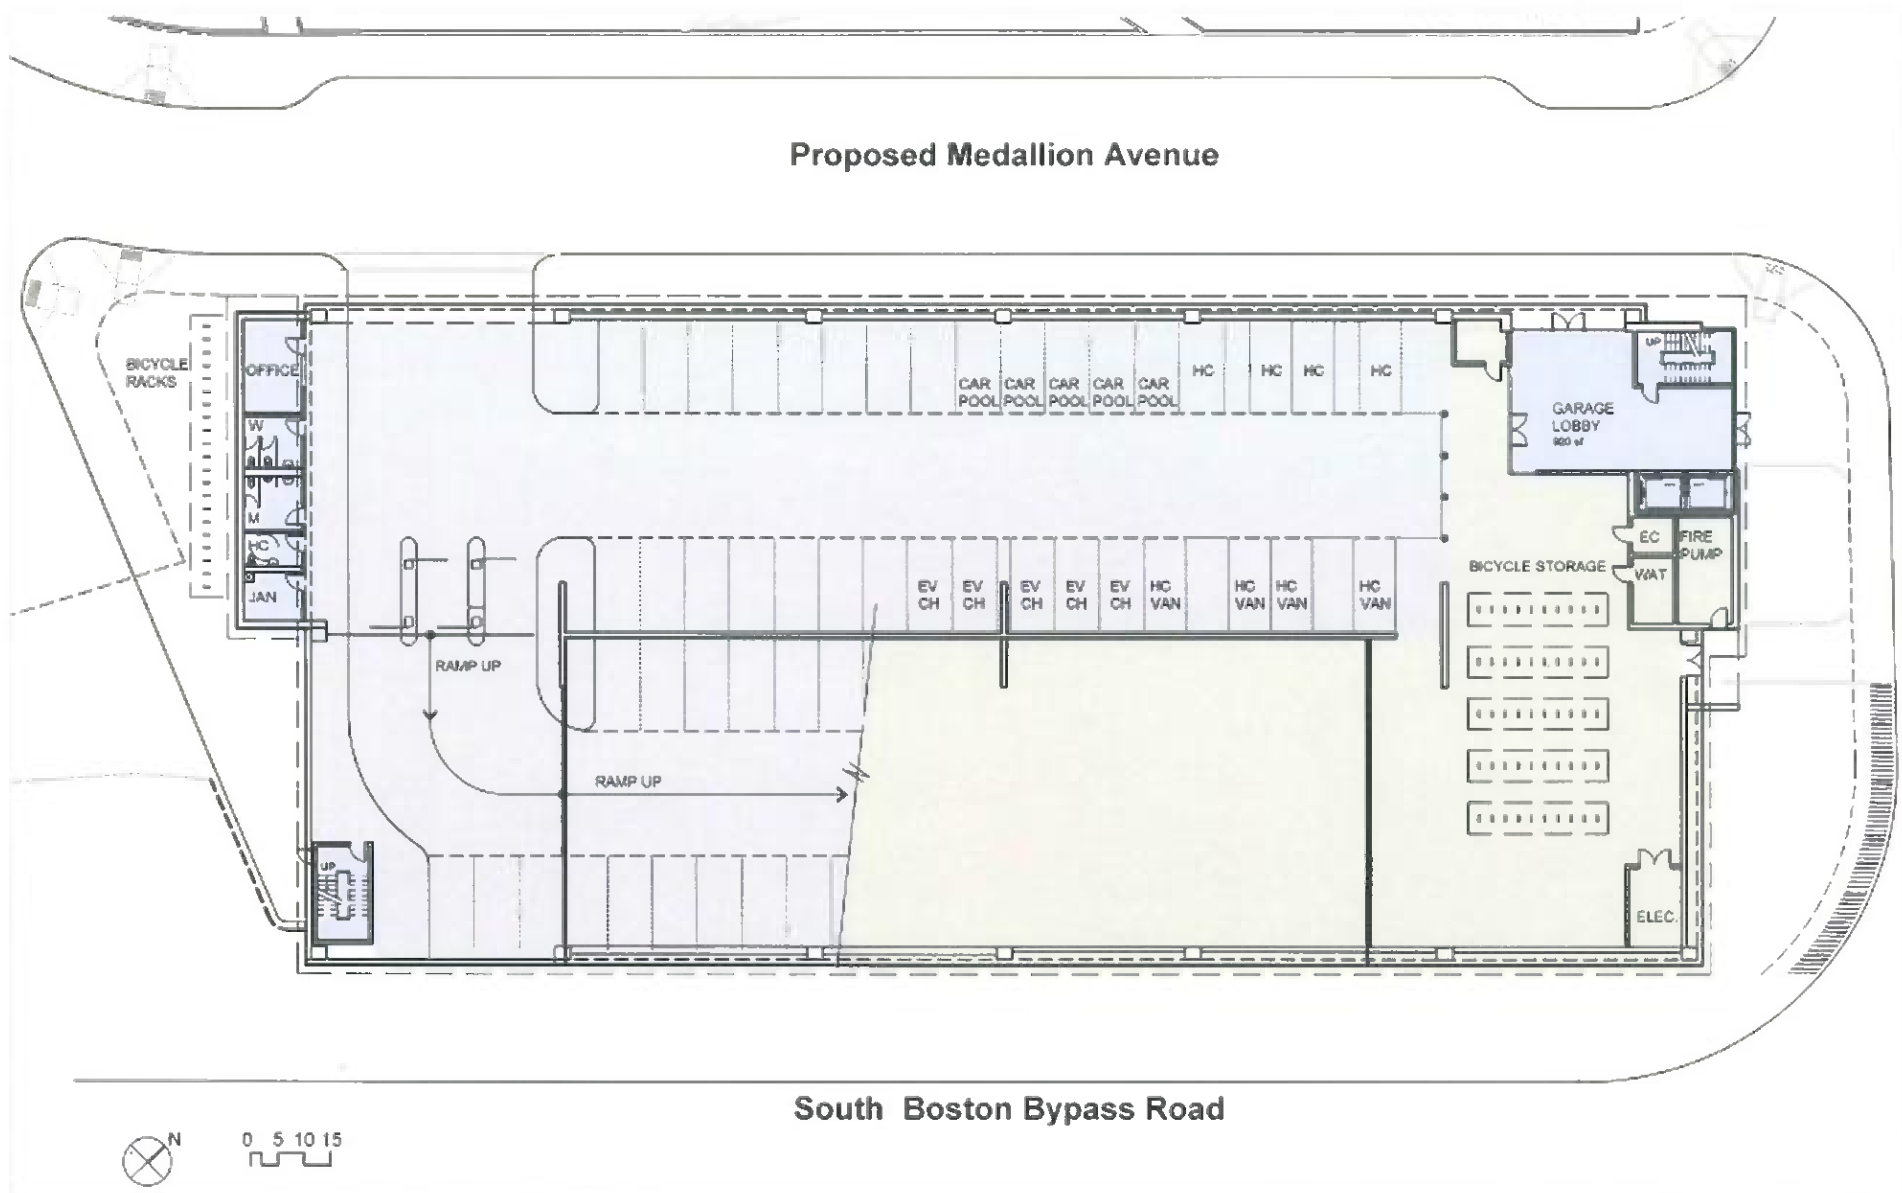 Proposed Medallion Avenue
BICYCLE
RACKS
OFFICE
W
M
HC
JAN
CAR
POOL
CAR
POOL
CAR
POOL
CAR
POOL
CAR
POOL
HC
HC
HC
HC
UP
GARAGE
LOBBY
EV
CH
EV
CH
EV
CH
EV
CH
EV
CH
HC
VAN
HC
VAN
HC
VAN
HC
VAN
BICYCLE STORAGE
EC
FIRE
PUMP
WAT
RAMP UP
RAMP UP
UP
ELEC.
South Boston Bypass Road
N
0 5 10 15